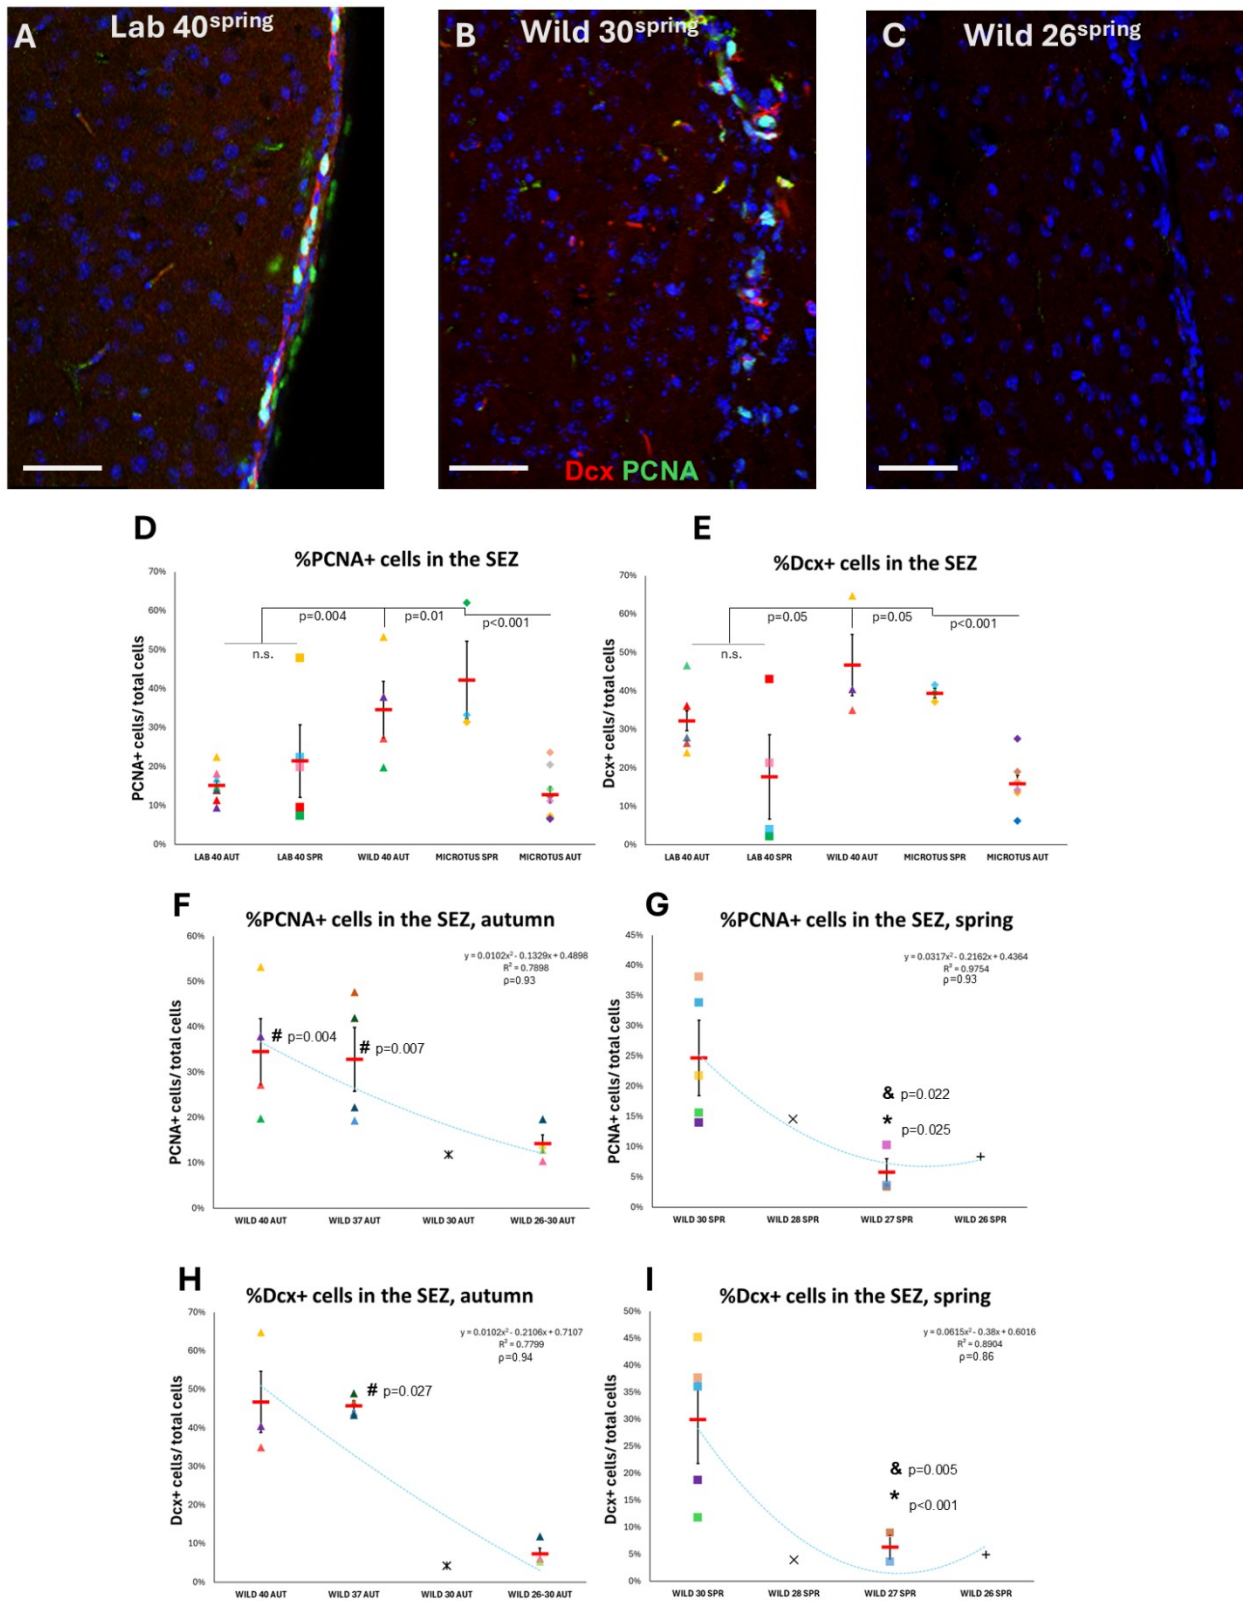 A
Lab 40spring
B
Wild 30spring
C
Wild 26spring
Dcx PCNA
D
%PCNA+ cells in the SEZ
PCNA+ cells/ total cells
70%
60%
50%
40%
30%
20%
10%
0%
p=0.004
p=0.01
p<0.001
n.s.
LAB 40 AUT
LAB 40 SPR
WILD 40 AUT
MICROTUS SPR
MICROTUS AUT
E
%Dcx+ cells in the SEZ
Dcx+ cells/ total cells
70%
60%
50%
40%
30%
20%
10%
0%
p=0.05
p=0.05
p<0.001
n.s.
LAB 40 AUT
LAB 40 SPR
WILD 40 AUT
MICROTUS SPR
MICROTUS AUT
F
%PCNA+ cells in the SEZ, autumn
PCNA+ cells/ total cells
60%
50%
40%
30%
20%
10%
0%
y = 0.0102x² - 0.1329x + 0.4898
R² = 0.7898
ρ=0.93
# p=0.004
# p=0.007
WILD 40 AUT
WILD 37 AUT
WILD 30 AUT
WILD 26-30 AUT
G
%PCNA+ cells in the SEZ, spring
PCNA+ cells/ total cells
45%
40%
35%
30%
25%
20%
15%
10%
5%
0%
y = 0.0317x² - 0.2162x + 0.4364
R² = 0.9754
ρ=0.93
& p=0.022
* p=0.025
WILD 30 SPR
WILD 28 SPR
WILD 27 SPR
WILD 26 SPR
H
%Dcx+ cells in the SEZ, autumn
Dcx+ cells/ total cells
70%
60%
50%
40%
30%
20%
10%
0%
y = 0.0102x² - 0.2106x + 0.7107
R² = 0.7799
ρ=0.94
# p=0.027
WILD 40 AUT
WILD 37 AUT
WILD 30 AUT
WILD 26-30 AUT
I
%Dcx+ cells in the SEZ, spring
Dcx+ cells/ total cells
50%
45%
40%
35%
30%
25%
20%
15%
10%
5%
0%
y = 0.0615x² - 0.38x + 0.6016
R² = 0.8904
ρ=0.86
& p=0.005
* p<0.001
WILD 30 SPR
WILD 28 SPR
WILD 27 SPR
WILD 26 SPR